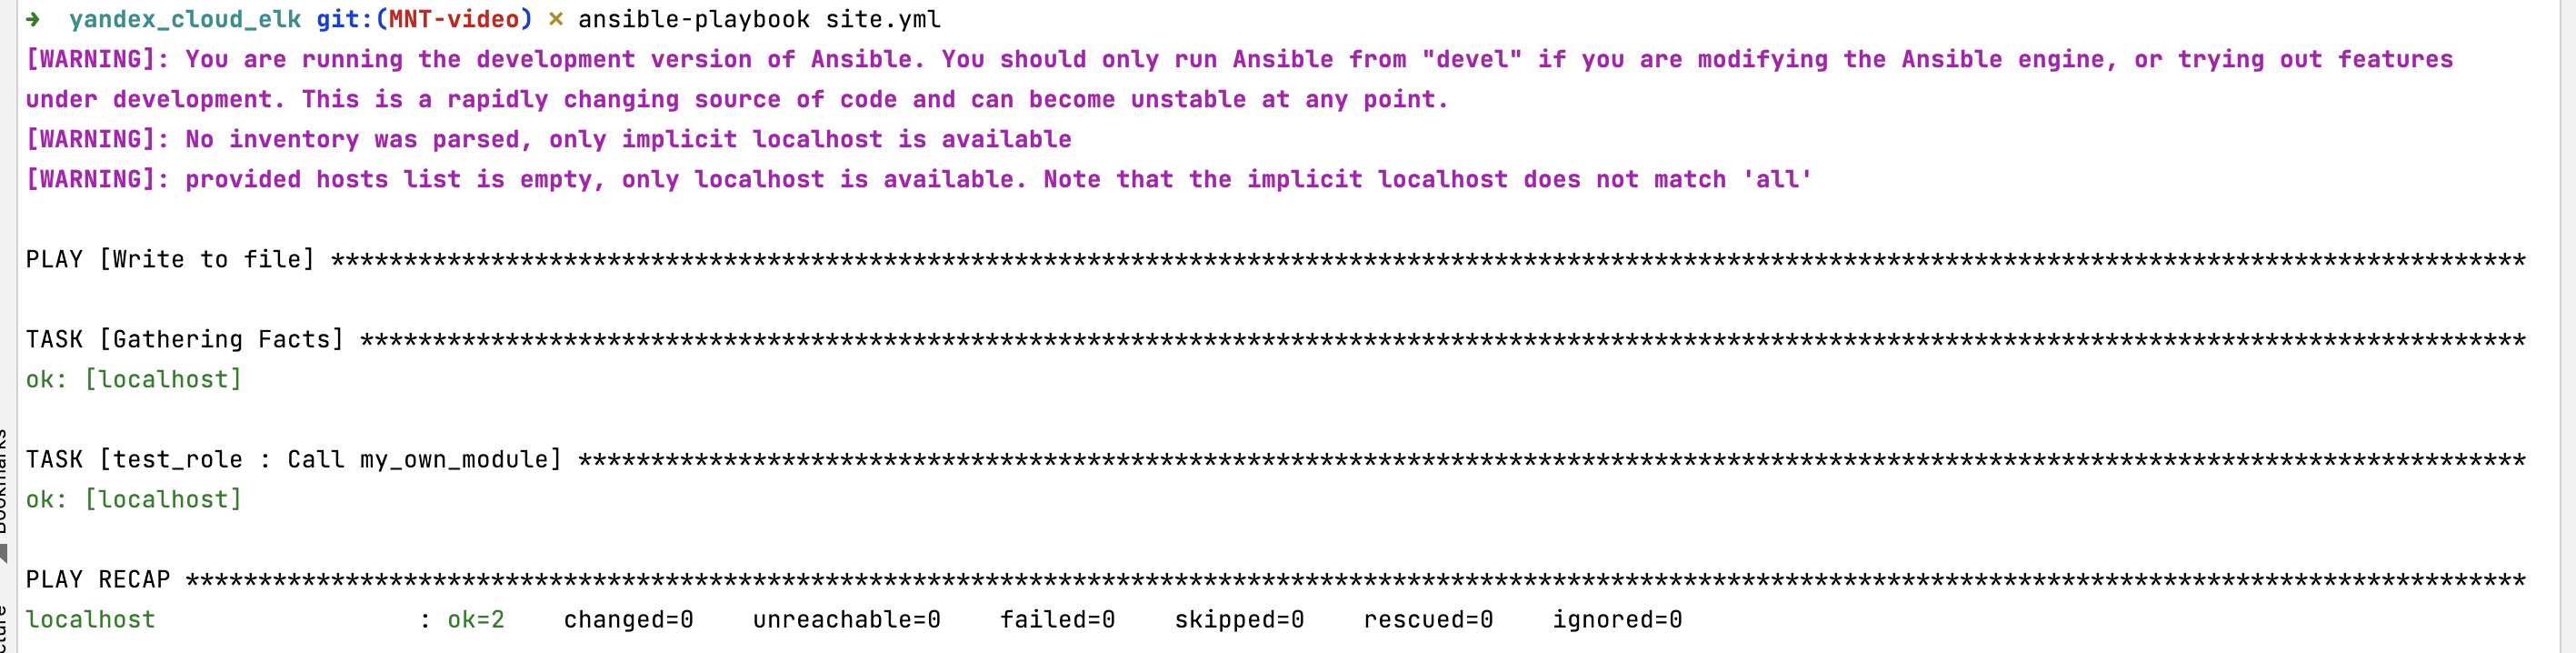 ➜  yandex_cloud_elk git:(MNT-video) ✗ ansible-playbook site.yml
[WARNING]: You are running the development version of Ansible. You should only run Ansible from "devel" if you are modifying the Ansible engine, or trying out features
under development. This is a rapidly changing source of code and can become unstable at any point.
[WARNING]: No inventory was parsed, only implicit localhost is available
[WARNING]: provided hosts list is empty, only localhost is available. Note that the implicit localhost does not match 'all'
PLAY [Write to file] *******************************************************************************************************************************************************
TASK [Gathering Facts] *****************************************************************************************************************************************************
ok: [localhost]
TASK [test_role : Call my_own_module] **************************************************************************************************************************************
ok: [localhost]
PLAY RECAP *****************************************************************************************************************************************************************
localhost                  : ok=2    changed=0    unreachable=0    failed=0    skipped=0    rescued=0    ignored=0